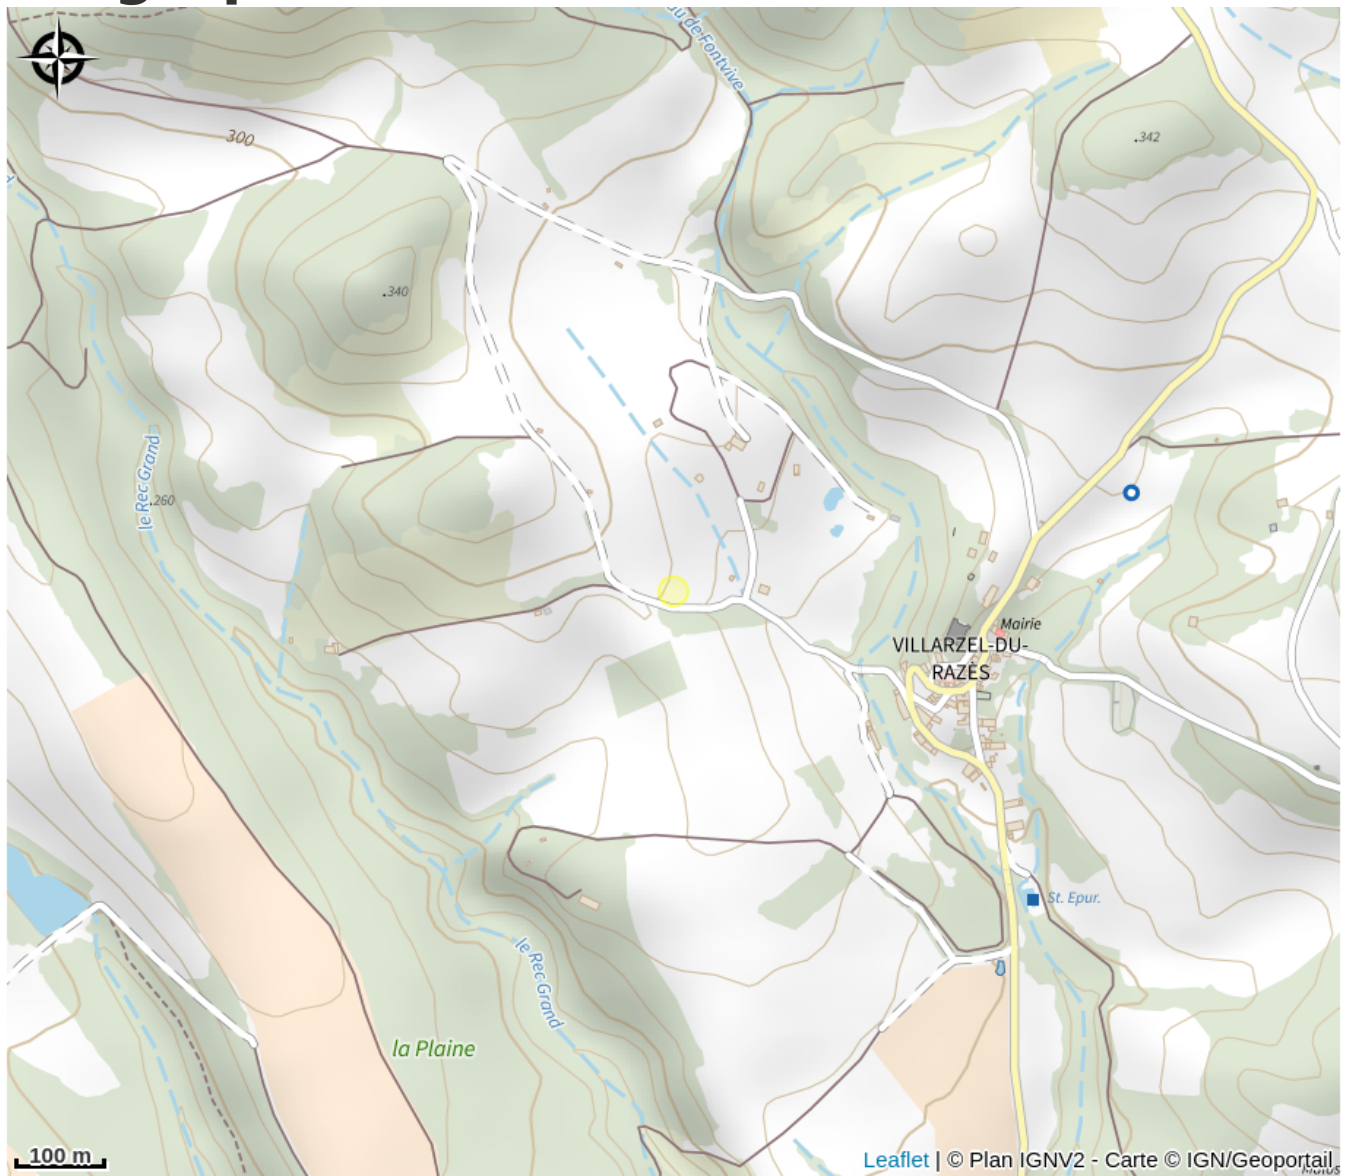 de Fontvive
300
.342
.340
le Rec Grand
.260
Mairie
VILLARZEL-DU-
RAZÈS
St. Epur.
le Rec Grand
la Plaine
100 m
Leaflet | © Plan IGNV2 - Carte © IGN/Geoportail